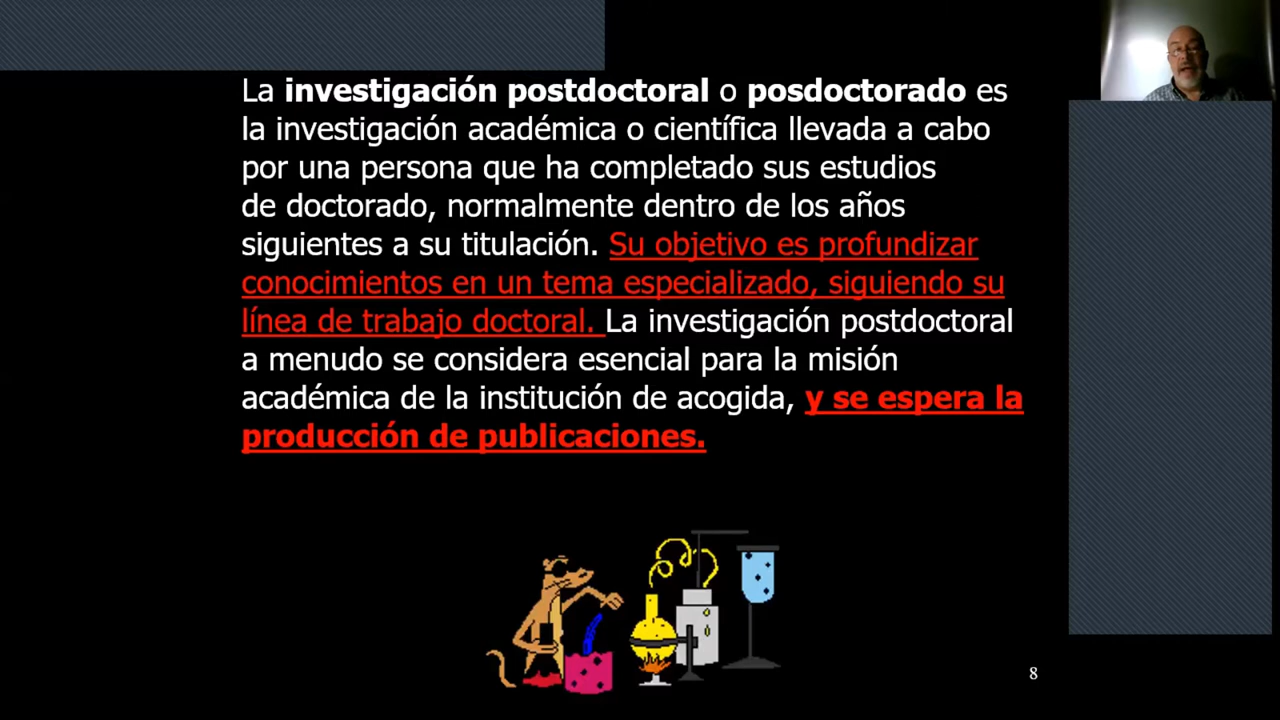 La investigación postdoctoral o posdoctorado es
la investigación académica o científica llevada a cabo
por una persona que ha completado sus estudios
de doctorado, normalmente dentro de los años
siguientes a su titulación. Su objetivo es profundizar
conocimientos en un tema especializado, siguiendo su
línea de trabajo doctoral. La investigación postdoctoral
a menudo se considera esencial para la misión
académica de la institución de acogida, y se espera la
producción de publicaciones.
8